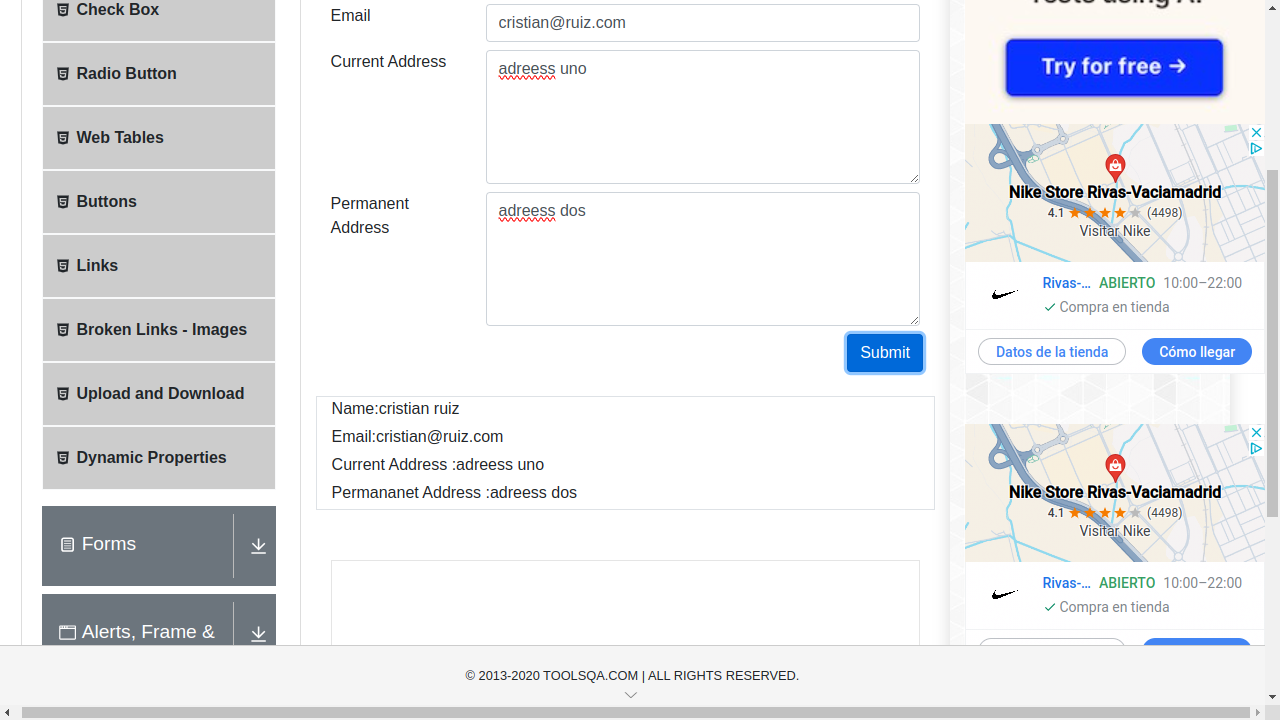 Check Box
Radio Button
Web Tables
Buttons
Links
Broken Links - Images
Upload and Download
Dynamic Properties
Forms
Alerts, Frame &
Email
cristian@ruiz.com
Current Address
adreess uno
Permanent
Address
adreess dos
Submit
Name:cristian ruiz
Email:cristian@ruiz.com
Current Address :adreess uno
Permananet Address :adreess dos
Try for free →
Nike Store Rivas-Vaciamadrid
4.1 ★★★★★ (4498)
Visitar Nike
Rivas-... ABIERTO 10:00–22:00
✓ Compra en tienda
Datos de la tienda
Cómo llegar
Nike Store Rivas-Vaciamadrid
4.1 ★★★★★ (4498)
Visitar Nike
Rivas-... ABIERTO 10:00–22:00
✓ Compra en tienda
© 2013-2020 TOOLSQA.COM | ALL RIGHTS RESERVED.